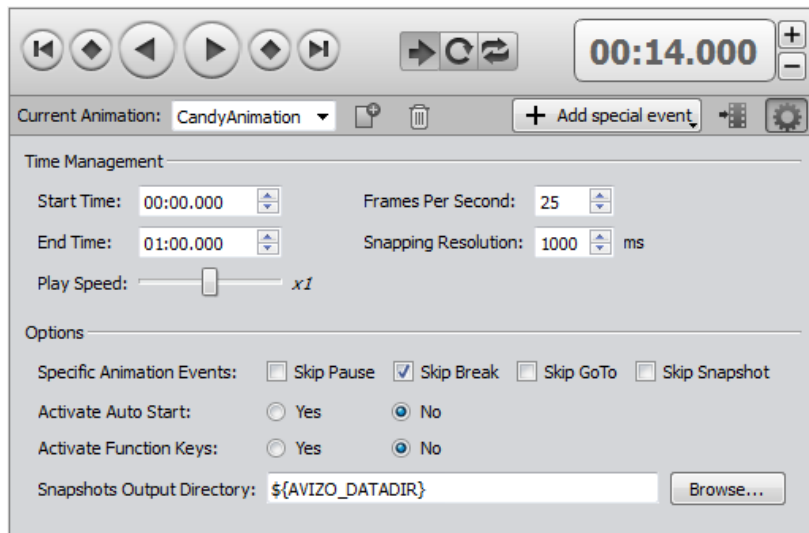 00:14.000
Current Animation: CandyAnimation Add special event
Time Management
Start Time: 00:00.000 Frames Per Second: 25
End Time: 01:00.000 Snapping Resolution: 1000 ms
Play Speed: x1
Options
Specific Animation Events: Skip Pause Skip Break Skip GoTo Skip Snapshot
Activate Auto Start: Yes No
Activate Function Keys: Yes No
Snapshots Output Directory: ${AVIZO_DATADIR} Browse...